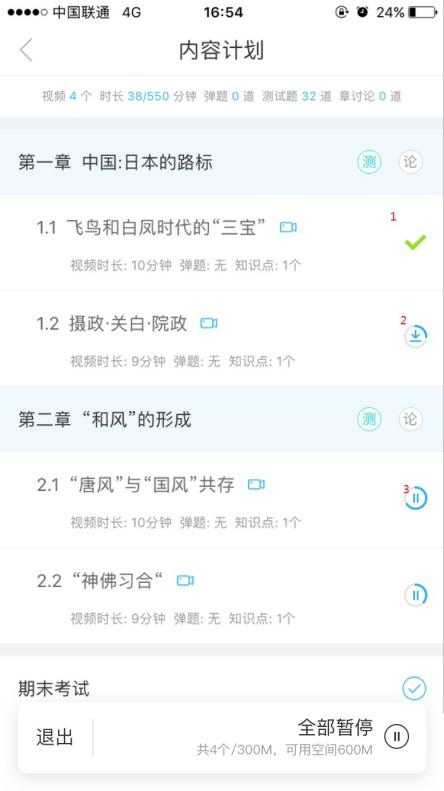 中国联通 4G 16:54 24%
内容计划
视频 4 个 时长 38/550 分钟 弹题 0 道 测试题 32 道 章讨论 0 道
第一章 中国:日本的路标 测 论
1
1.1 飞鸟和白凤时代的“三宝”
视频时长: 10分钟 弹题: 无 知识点: 1个
2
1.2 摄政·关白·院政
视频时长: 9分钟 弹题: 无 知识点: 1个
第二章 “和风”的形成 测 论
2.1 “唐风”与“国风”共存
3
视频时长: 10分钟 弹题: 无 知识点: 1个
2.2 “神佛习合“
视频时长: 9分钟 弹题: 无 知识点: 1个
期末考试
退出 全部暂停
共4个/300M，可用空间600M